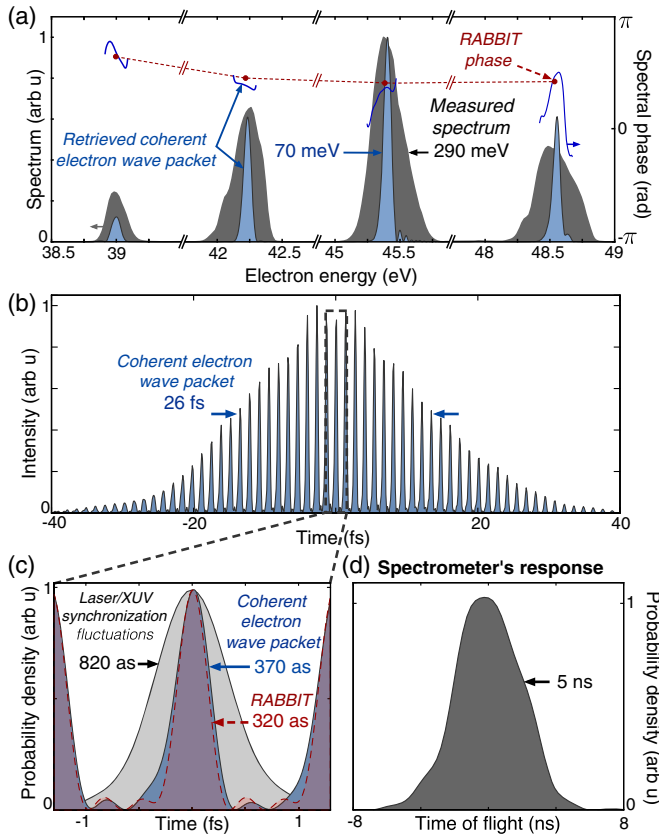 (a)
Spectrum (arb u)
1
0
π
0
-π
Spectral phase (rad)
RABBIT
phase
Measured
spectrum
290 meV
70 meV
Retrieved coherent
electron wave packet
38.5 39 42 42.5 45 45.5 48 48.5 49
Electron energy (eV)
(b)
Intensity (arb u)
1
0
Coherent electron
wave packet
26 fs
-40 -20 20 40
Time (fs)
(c)
Probability density (arb u)
1
0
Laser/XUV
synchronization
fluctuations
820 as
Coherent
electron
wave packet
370 as
RABBIT
320 as
-1 1
Time (fs)
(d) Spectrometer's response
1
0
5 ns
Probability density (arb u)
-8 8
Time of flight (ns)